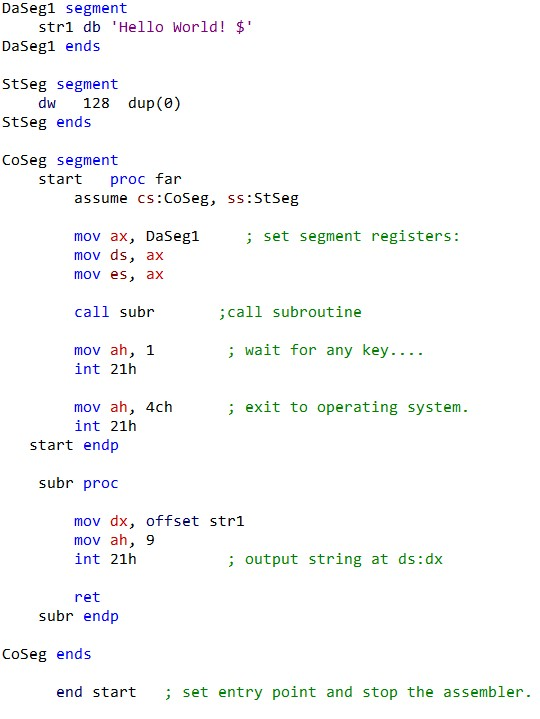 DaSeg1 segment
    str1 db 'Hello World! $'
DaSeg1 ends
StSeg segment
    dw   128  dup(0)
StSeg ends
CoSeg segment
    start   proc far
        assume cs:CoSeg, ss:StSeg
        mov ax, DaSeg1     ; set segment registers:
        mov ds, ax
        mov es, ax
        call subr       ;call subroutine
        mov ah, 1        ; wait for any key....
        int 21h
        mov ah, 4ch      ; exit to operating system.
        int 21h
   start endp
    subr proc
        mov dx, offset str1
        mov ah, 9
        int 21h          ; output string at ds:dx
        ret
    subr endp
CoSeg ends
      end start   ; set entry point and stop the assembler.